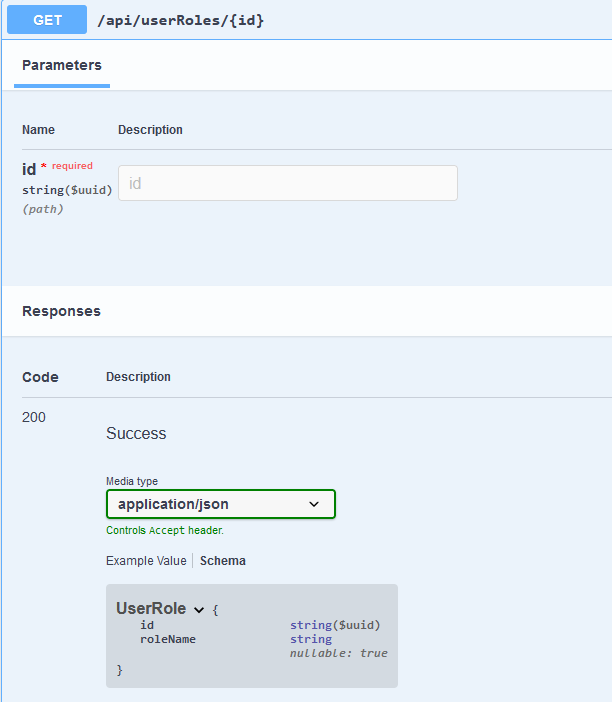 GET /api/userRoles/{id}
Parameters
Name Description
id * required
id
string($uuid)
(path)
Responses
Code Description
200
Success
Media type
application/json
Controls Accept header.
Example Value Schema
UserRole {
id string($uuid)
roleName string
nullable: true
}